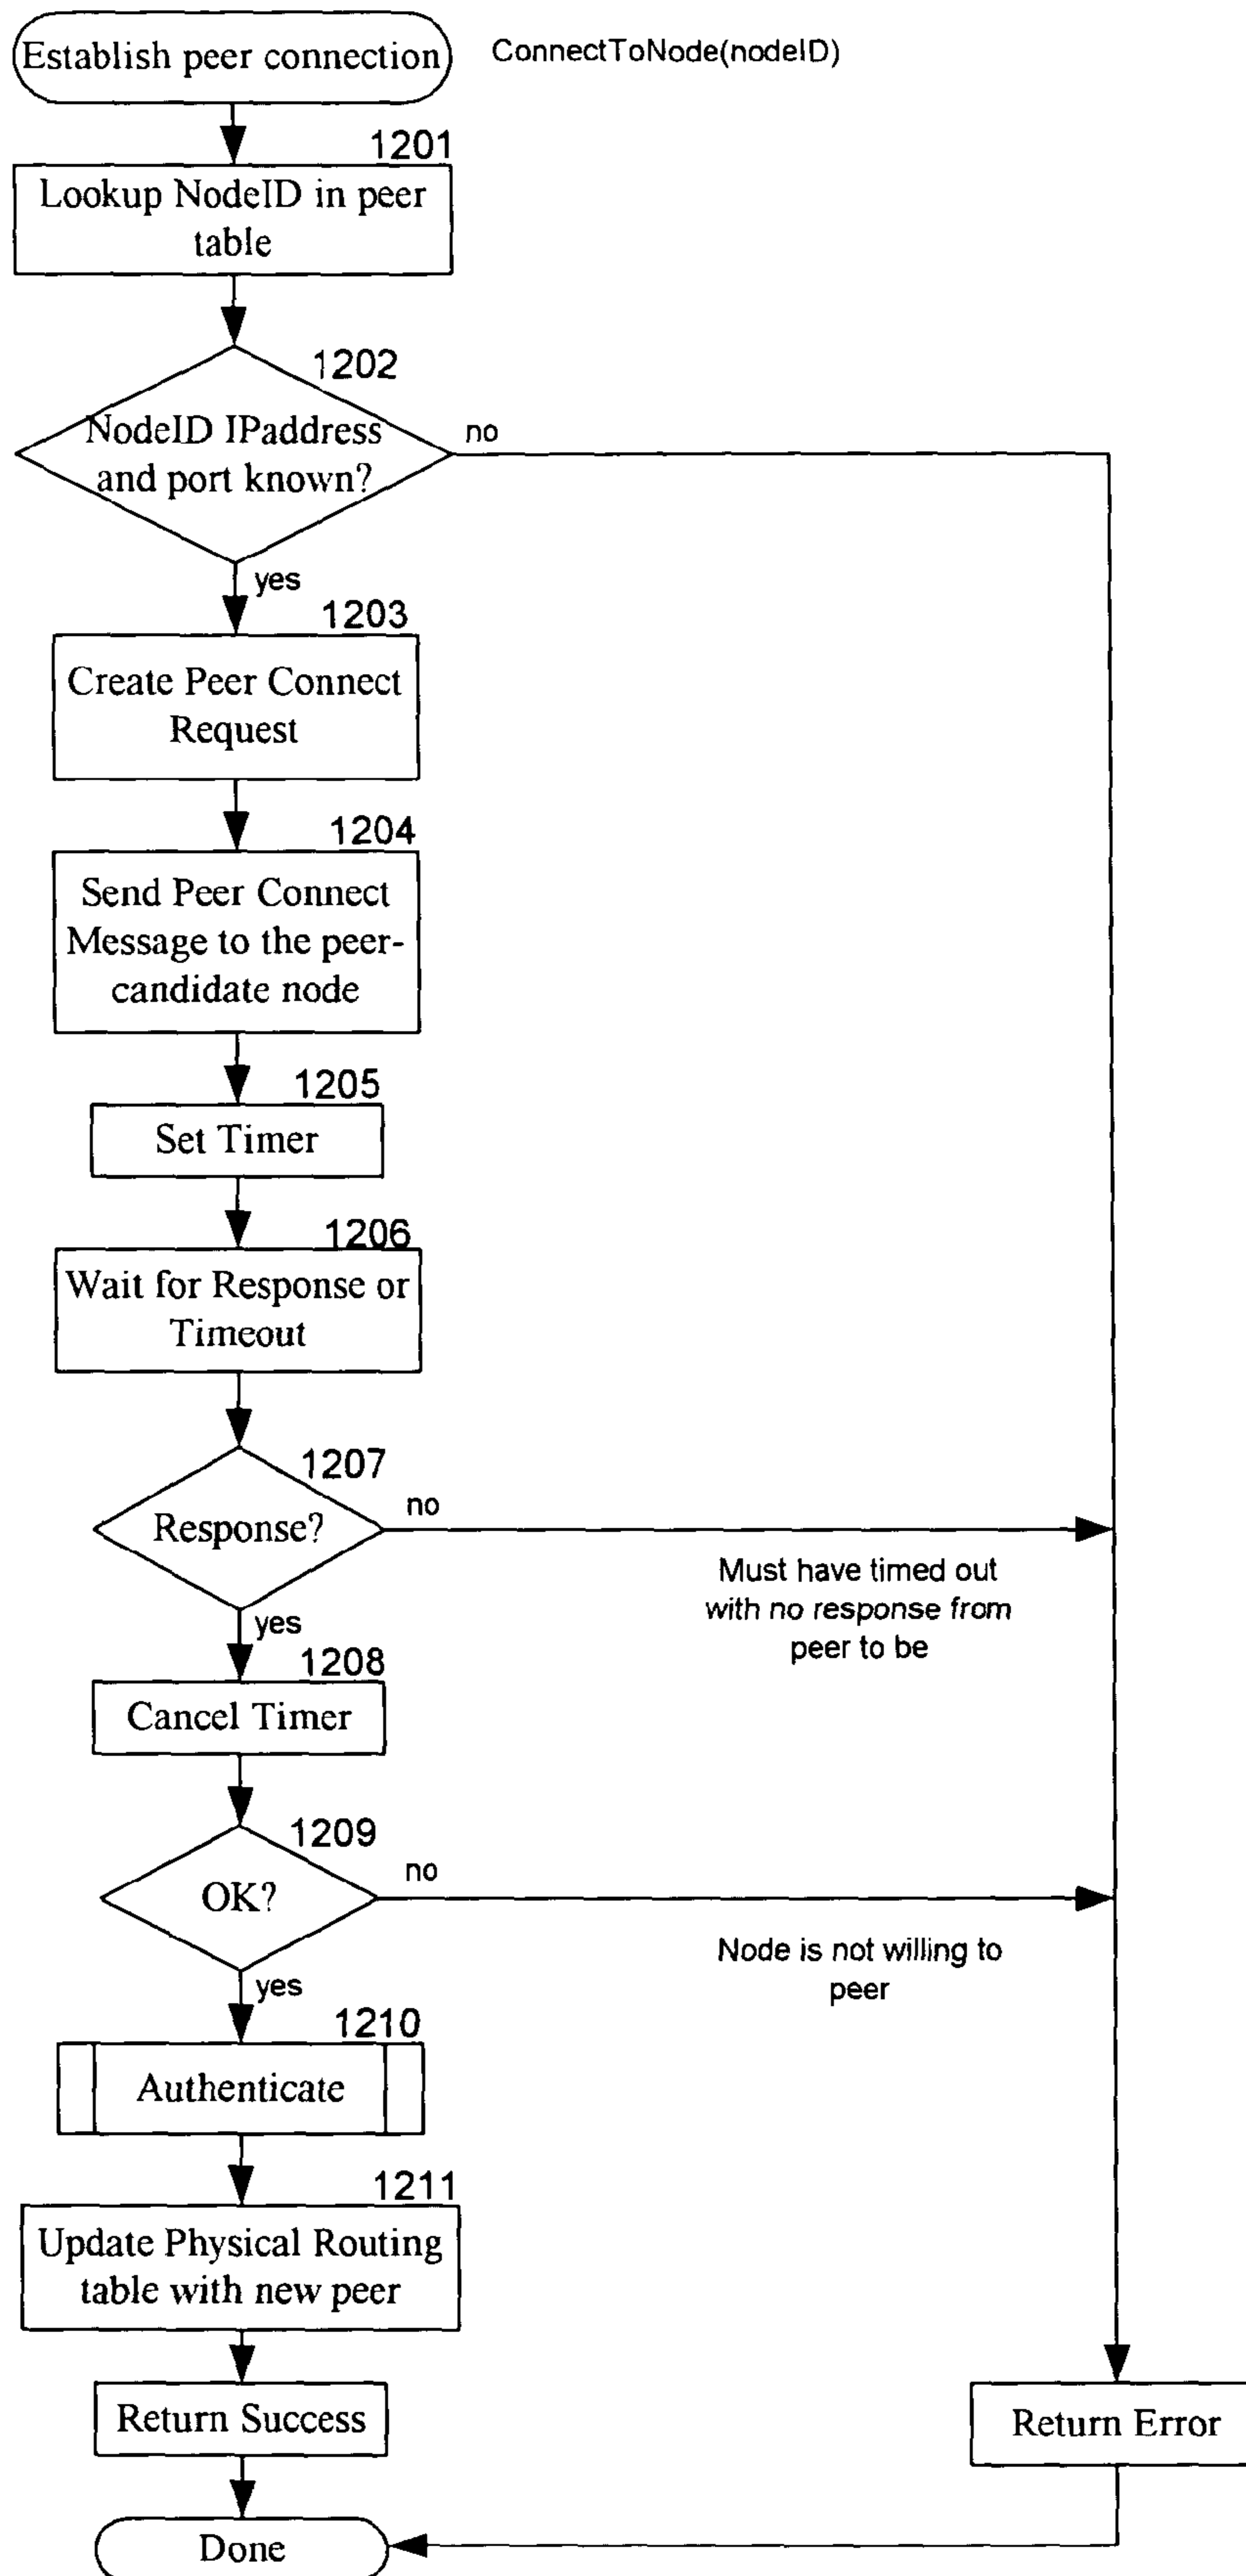 Establish peer connection
ConnectToNode(nodeID)
1201
Lookup NodeID in peer
table
1202
NodeID IPaddress
and port known?
no
yes
1203
Create Peer Connect
Request
1204
Send Peer Connect
Message to the peer-
candidate node
1205
Set Timer
1206
Wait for Response or
Timeout
1207
Response?
no
Must have timed out
with no response from
peer to be
yes
1208
Cancel Timer
1209
OK?
no
Node is not willing to
peer
yes
1210
Authenticate
1211
Update Physical Routing
table with new peer
Return Success
Return Error
Done